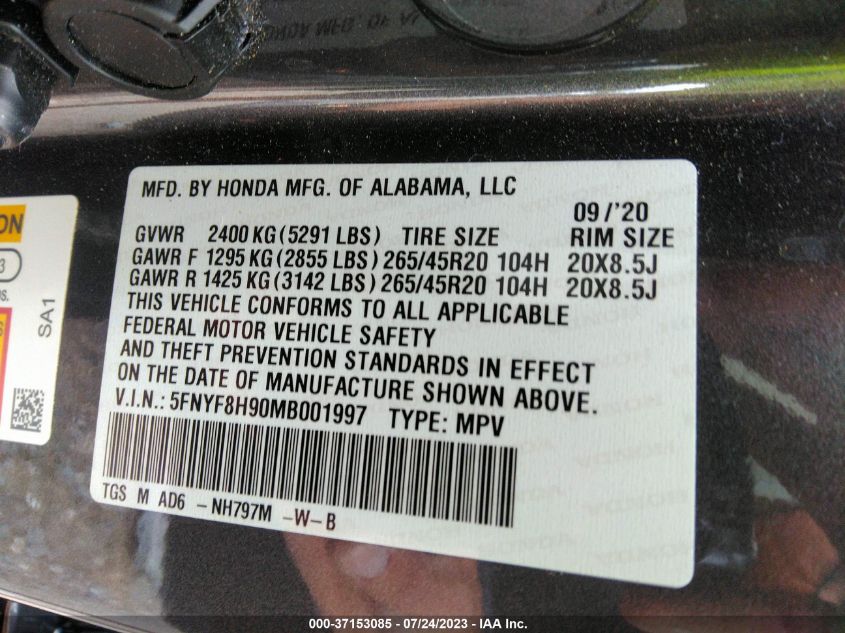 MFD. BY HONDA MFG. OF ALABAMA, LLC
09/'20
GVWR 2400 KG (5291 LBS) TIRE SIZE RIM SIZE
GAWR F 1295 KG (2855 LBS) 265/45R20 104H 20X8.5J
GAWR R 1425 KG (3142 LBS) 265/45R20 104H 20X8.5J
THIS VEHICLE CONFORMS TO ALL APPLICABLE
FEDERAL MOTOR VEHICLE SAFETY
AND THEFT PREVENTION STANDARDS IN EFFECT
ON THE DATE OF MANUFACTURE SHOWN ABOVE.
V.I.N.: 5FNYF8H90MB001997 TYPE: MPV
TGS M AD6 -NH797M -W-B
ON
3
SA1
000-37153085 - 07/24/2023 - IAA Inc.